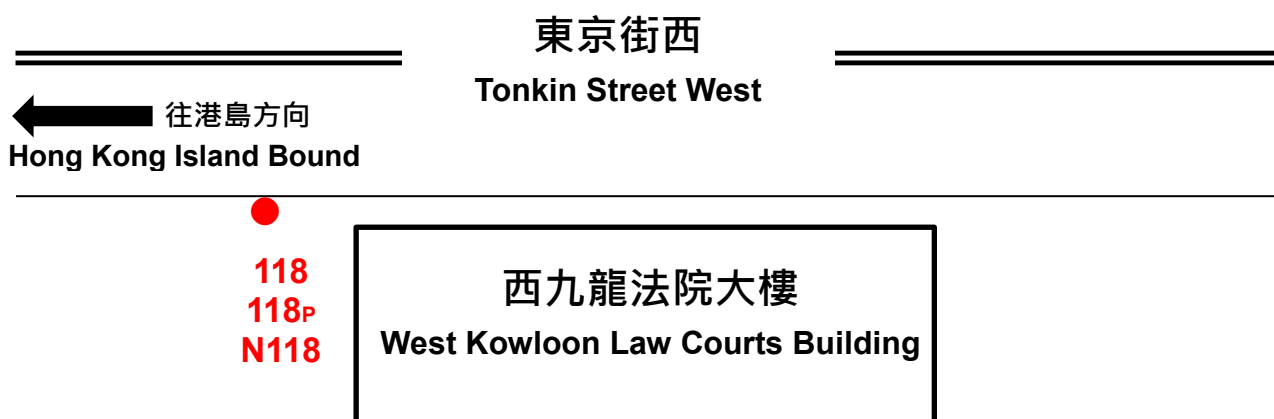 東京街西
Tonkin Street West
往港島方向
Hong Kong Island Bound
118
118P
N118
西九龍法院大樓
West Kowloon Law Courts Building